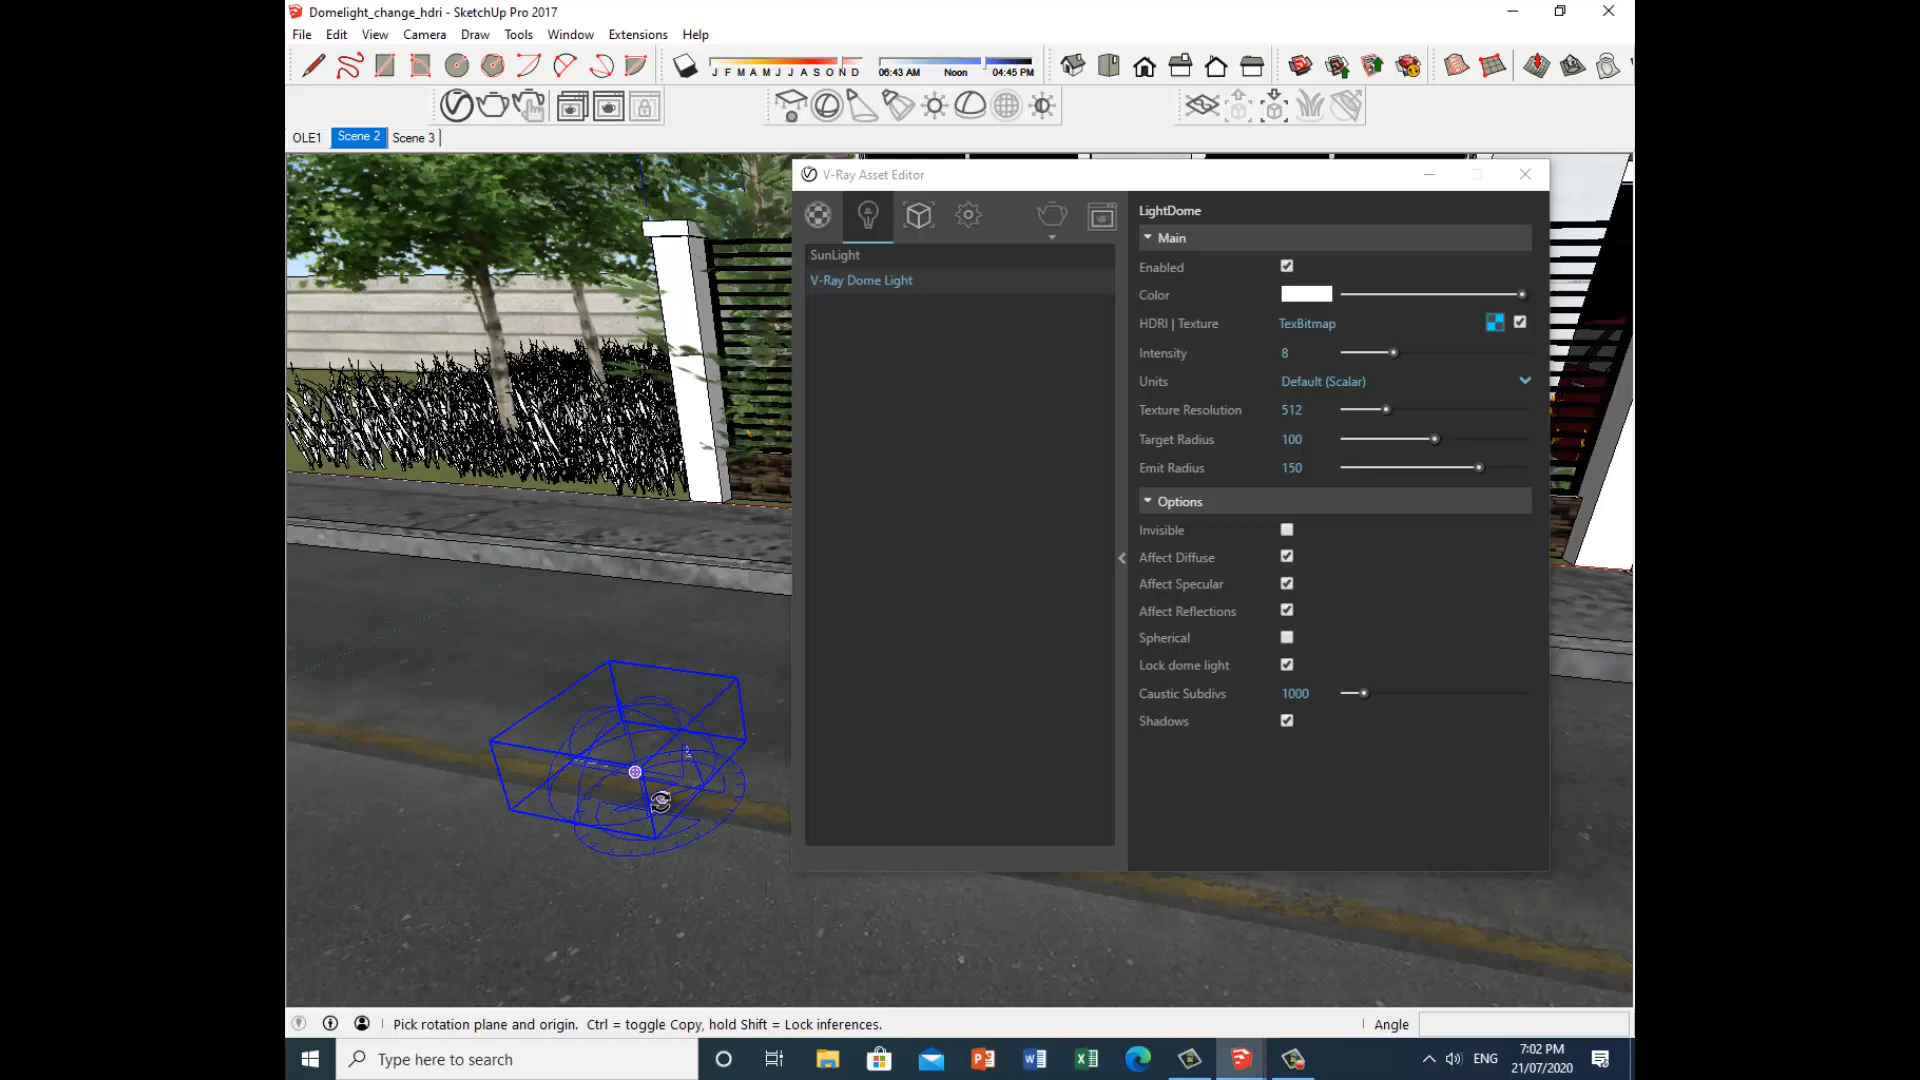 Domelight_change_hdri - SketchUp Pro 2017
File Edit View Camera Draw Tools Window Extensions Help
J F M A M J J A S O N D 06:43 AM Noon 04:45 PM
OLE1 Scene 2 Scene 3
V-Ray Asset Editor
SunLight
V-Ray Dome Light
LightDome
Main
Enabled
Color
HDRI | Texture TexBitmap
Intensity 8
Units Default (Scalar)
Texture Resolution 512
Target Radius 100
Emit Radius 150
Options
Invisible
Affect Diffuse
Affect Specular
Affect Reflections
Spherical
Lock dome light
Caustic Subdivs 1000
Shadows
Pick rotation plane and origin. Ctrl = toggle Copy, hold Shift = Lock inferences. Angle
Type here to search
ENG
7:02 PM
21/07/2020